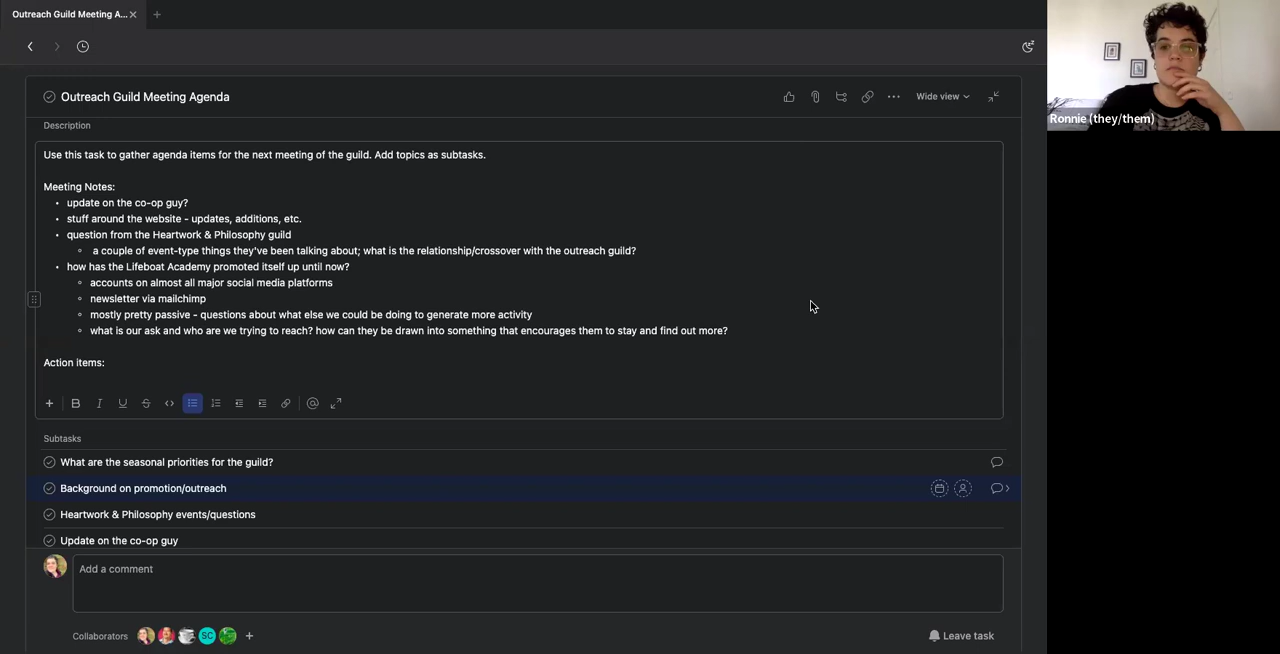 Outreach Guild Meeting A...
Outreach Guild Meeting Agenda
Wide view
Description
Use this task to gather agenda items for the next meeting of the guild. Add topics as subtasks.
Meeting Notes:
update on the co-op guy?
stuff around the website - updates, additions, etc.
question from the Heartwork & Philosophy guild
a couple of event-type things they've been talking about; what is the relationship/crossover with the outreach guild?
how has the Lifeboat Academy promoted itself up until now?
accounts on almost all major social media platforms
newsletter via mailchimp
mostly pretty passive - questions about what else we could be doing to generate more activity
what is our ask and who are we trying to reach? how can they be drawn into something that encourages them to stay and find out more?
Action items:
Subtasks
What are the seasonal priorities for the guild?
Background on promotion/outreach
Heartwork & Philosophy events/questions
Update on the co-op guy
Add a comment
Collaborators
SC
Leave task
Ronnie (they/them)